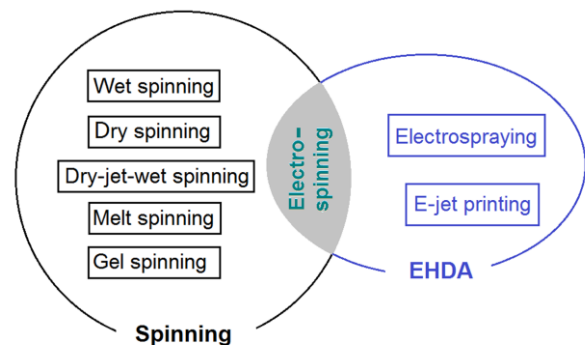 Wet spinning
Dry spinning
Dry-jet-wet spinning
Melt spinning
Gel spinning
Spinning
Electro-
spinning
Electrospraying
E-jet printing
EHDA